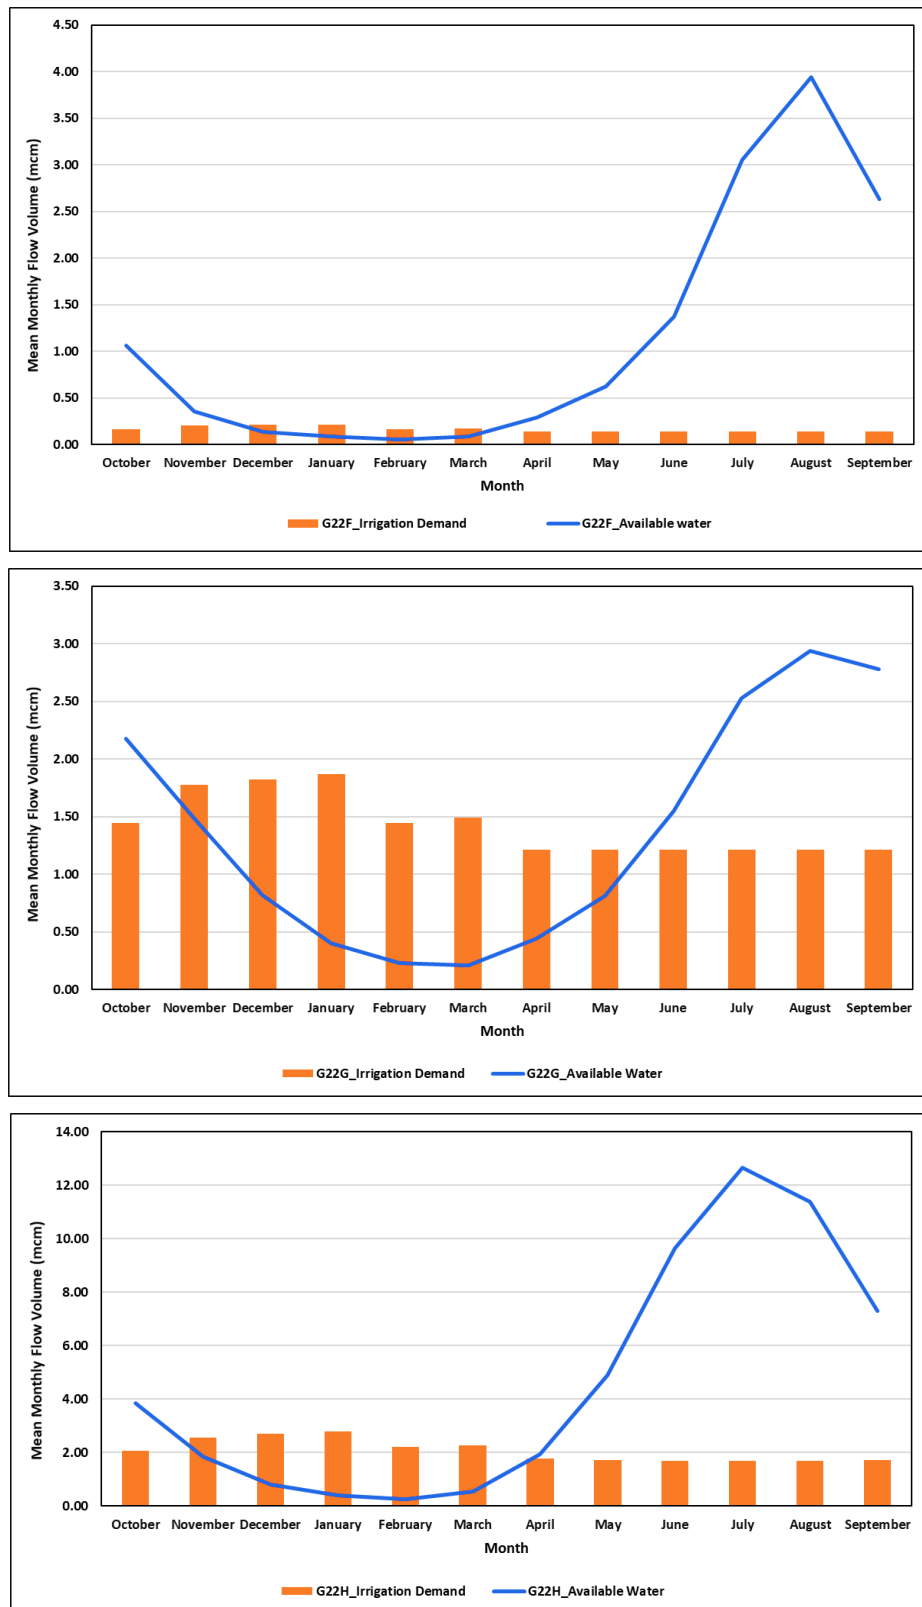 Mean Monthly Flow Volume (mcm)
4.50
4.00
3.50
3.00
2.50
2.00
1.50
1.00
0.50
0.00
October November December January February March April May June July August September
Month
G22F_Irrigation Demand G22F_Available water
Mean Monthly Flow Volume (mcm)
3.50
3.00
2.50
2.00
1.50
1.00
0.50
0.00
October November December January February March April May June July August September
Month
G22G_Irrigation Demand G22G_Available Water
Mean Monthly Flow Volume (mcm)
14.00
12.00
10.00
8.00
6.00
4.00
2.00
0.00
October November December January February March April May June July August September
Month
G22H_Irrigation Demand G22H_Available Water